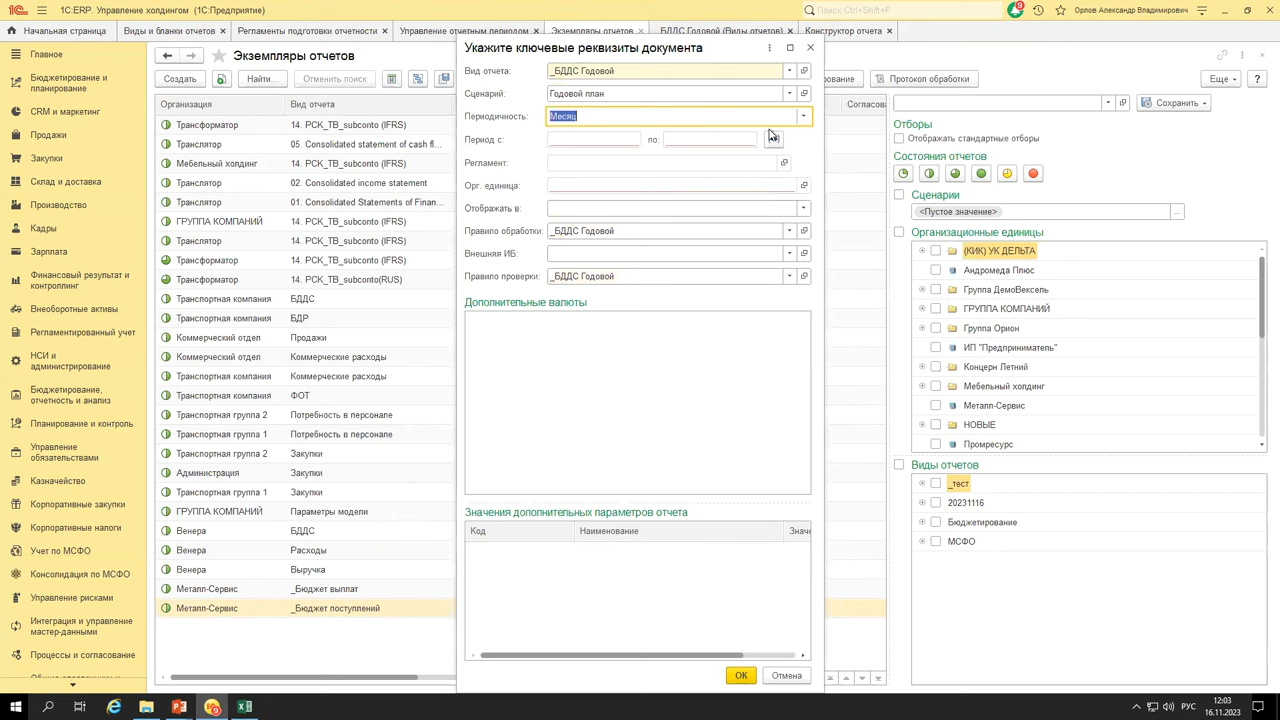 1С:ERP. Управление холдингом (1С:Предприятие)
Поиск Ctrl+Shift+F
Орлов Александр Владимирович
Начальная страница
Виды и бланки отчетов ×
Регламенты подготовки отчетности ×
Управление отчетным периодом ×
Экземпляры отчетов ×
БДДС Годовой (Виды отчетов) ×
Конструктор отчета ×
Главное
Бюджетирование и планирование
CRM и маркетинг
Продажи
Закупки
Склад и доставка
Производство
Кадры
Зарплата
Финансовый результат и контроллинг
Внеоборотные активы
Регламентированный учет
НСИ и администрирование
Бюджетирование, отчетность и анализ
Планирование и контроль
Управление обязательствами
Казначейство
Корпоративные закупки
Корпоративные налоги
Учет по МСФО
Консолидация по МСФО
Управление рисками
Интеграция и управление мастер-данными
Процессы и согласование
Экземпляры отчетов
Создать
Найти...
Отменить поиск
Протокол обработки
Еще
?
Организация Вид отчета Согласова
Трансформатор 14. PCK_TB_subconto (IFRS)
Транслятор 05. Consolidated statement of cash fl...
Трансформатор 14. PCK_TB_subconto (IFRS)
Мебельный холдинг 14. PCK_TB_subconto (IFRS)
Транслятор 02. Consolidated income statement
Транслятор 01. Consolidated Statements of Finan...
ГРУППА КОМПАНИЙ 14. PCK_TB_subconto (IFRS)
Транслятор 14. PCK_TB_subconto (IFRS)
Транслятор 14. PCK_TB_subconto (IFRS)
Транслятор 14. PCK_TB_subconto(RUS)
Транспортная компания БДДС
Транспортная компания БДР
Коммерческий отдел Продажи
Коммерческий отдел Коммерческие расходы
Транспортная компания Коммерческие расходы
Транспортная компания ФОТ
Транспортная группа 2 Потребность в персонале
Транспортная группа 1 Потребность в персонале
Транспортная группа 2 Закупки
Администрация Закупки
Транспортная группа 1 Закупки
ГРУППА КОМПАНИЙ Параметры модели
Венера БДДС
Венера Расходы
Венера Выручка
Металл-Сервис _Бюджет выплат
Металл-Сервис _Бюджет поступлений
Укажите ключевые реквизиты документа
Вид отчета: _БДДС Годовой
Сценарий: Годовой план
Периодичность: Месяц
Период с: по:
Регламент:
Орг. единица:
Отображать в:
Правило обработки: _БДДС Годовой
Внешняя ИБ:
Правило проверки: _БДДС Годовой
Дополнительные валюты
Значения дополнительных параметров отчета
Код Наименование Значе
ОК Отмена
Сохранить
Отборы
Отображать стандартные отборы
Состояния отчетов
Сценарии
<Пустое значение> ...
Организационные единицы
(КИК) УК ДЕЛЬТА
Андромеда Плюс
Группа ДемоВексель
ГРУППА КОМПАНИЙ
Группа Орион
ИП "Предприниматель"
Концерн Летний
Мебельный холдинг
Металл-Сервис
НОВЫЕ
Промресурс
Виды отчетов
_тест
20231116
Бюджетирование
МСФО
РУС
12:03
16.11.2023